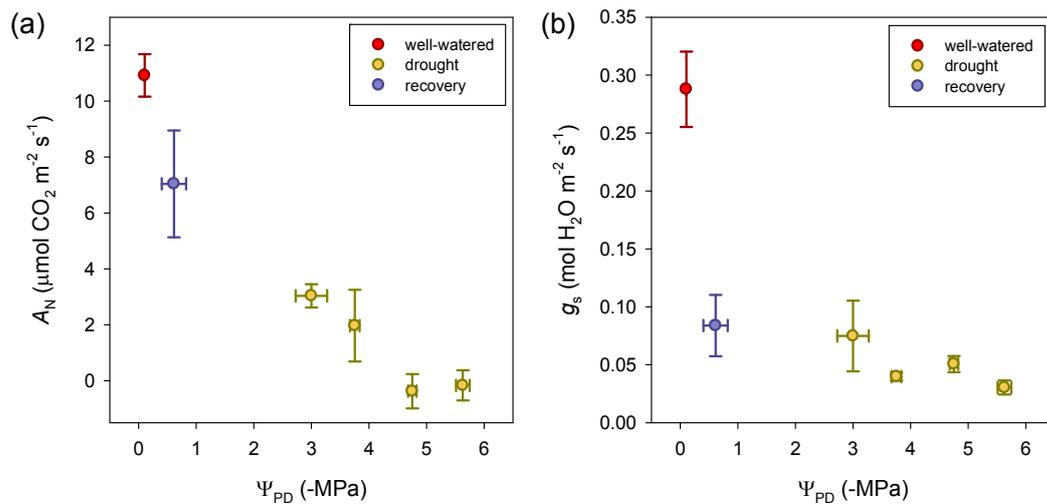 (a)
12
10
8
6
4
2
0
A_N (μmol CO₂ m⁻² s⁻¹)
well-watered
drought
recovery
0 1 2 3 4 5 6
Ψ_PD (-MPa)
(b)
0.35
0.30
0.25
0.20
0.15
0.10
0.05
0.00
g_s (mol H₂O m⁻² s⁻¹)
well-watered
drought
recovery
0 1 2 3 4 5 6
Ψ_PD (-MPa)